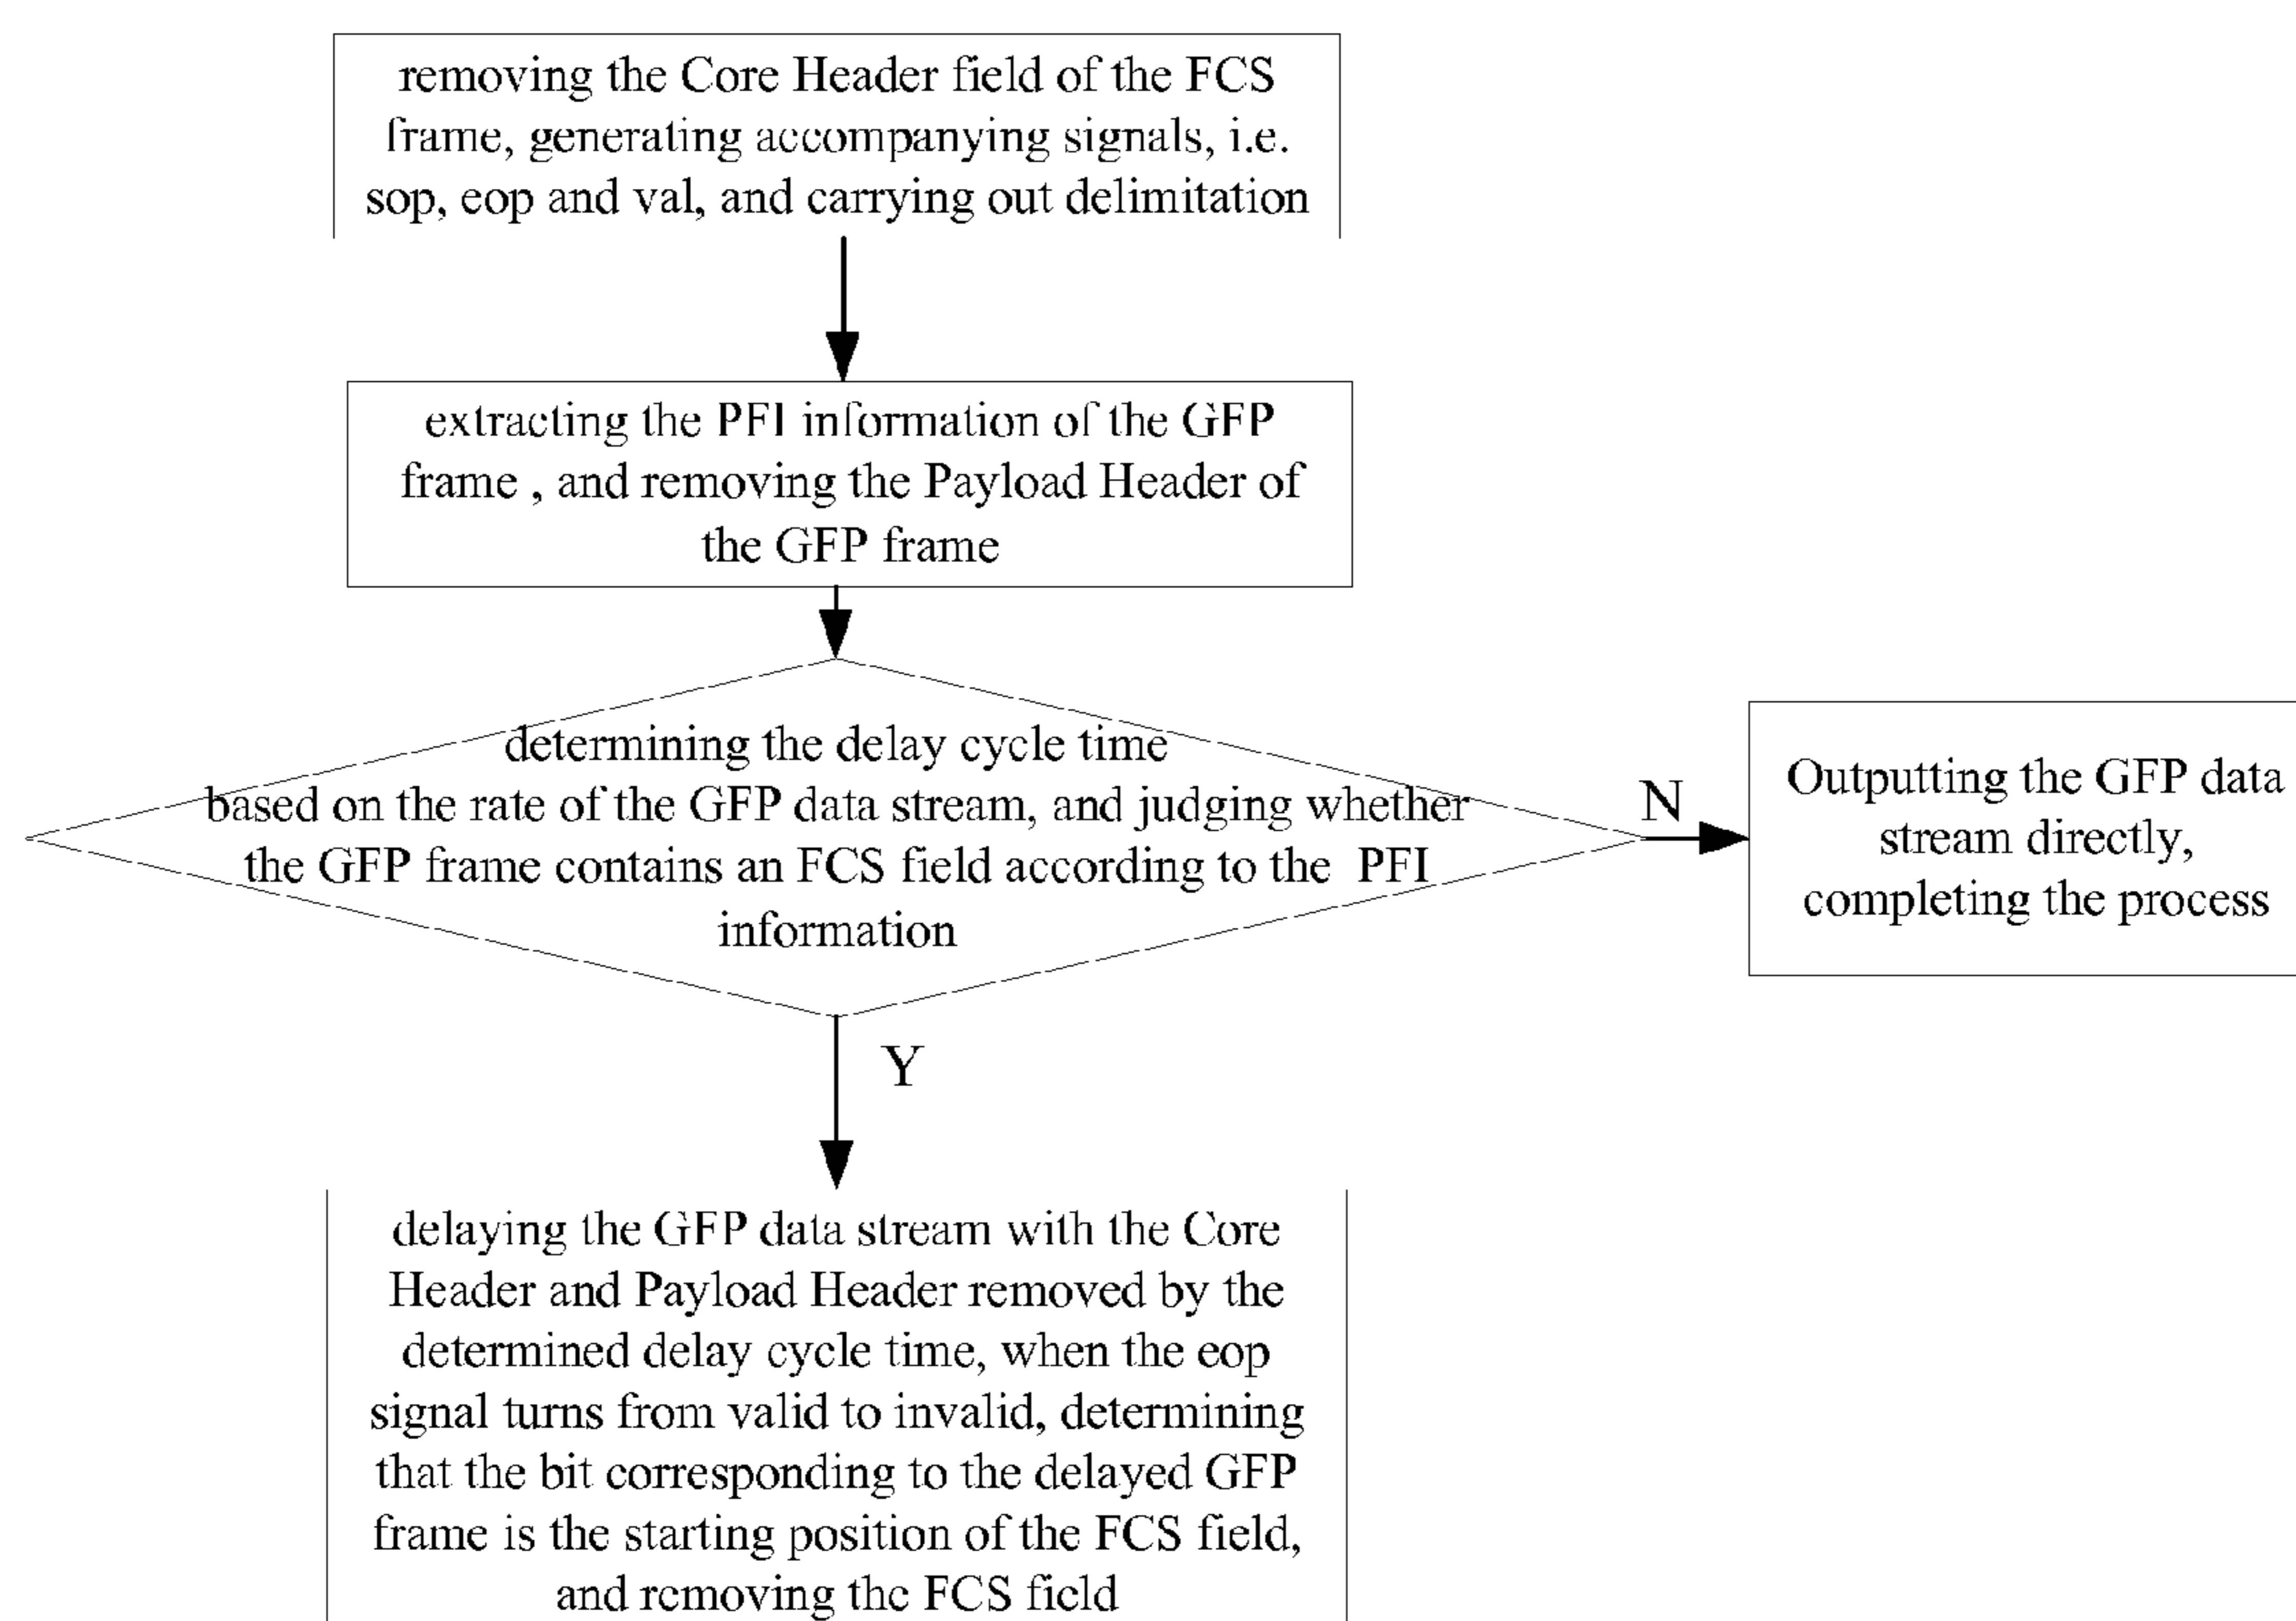 removing the Core Header field of the FCS
frame, generating accompanying signals, i.e.
sop, eop and val, and carrying out delimitation
extracting the PFI information of the GFP
frame , and removing the Payload Header of
the GFP frame
determining the delay cycle time
based on the rate of the GFP data stream, and judging whether
the GFP frame contains an FCS field according to the PFI
information
N
Outputting the GFP data
stream directly,
completing the process
Y
delaying the GFP data stream with the Core
Header and Payload Header removed by the
determined delay cycle time, when the eop
signal turns from valid to invalid, determining
that the bit corresponding to the delayed GFP
frame is the starting position of the FCS field,
and removing the FCS field